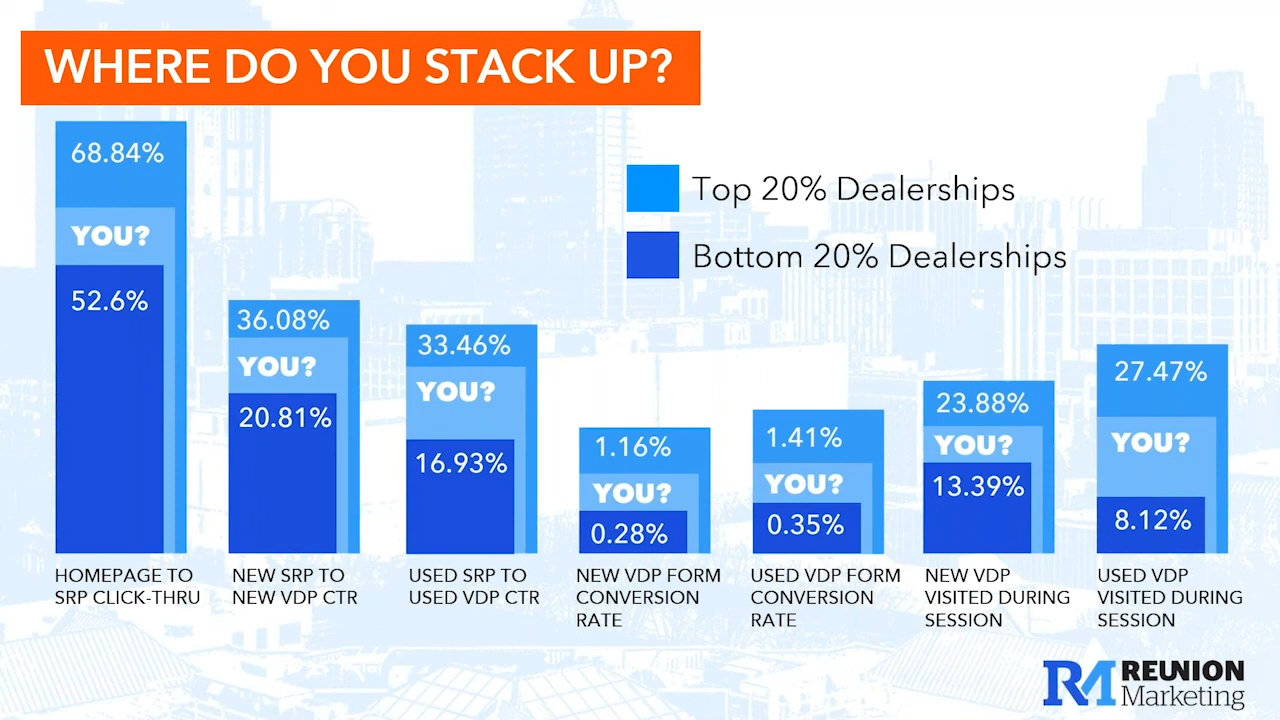 WHERE DO YOU STACK UP?
Top 20% Dealerships
Bottom 20% Dealerships
68.84%
YOU?
52.6%
HOMEPAGE TO
SRP CLICK-THRU
36.08%
YOU?
20.81%
NEW SRP TO
NEW VDP CTR
33.46%
YOU?
16.93%
USED SRP TO
USED VDP CTR
1.16%
YOU?
0.28%
NEW VDP FORM
CONVERSION
RATE
1.41%
YOU?
0.35%
USED VDP FORM
CONVERSION
RATE
23.88%
YOU?
13.39%
NEW VDP
VISITED DURING
SESSION
27.47%
YOU?
8.12%
USED VDP
VISITED DURING
SESSION
RM REUNION
Marketing